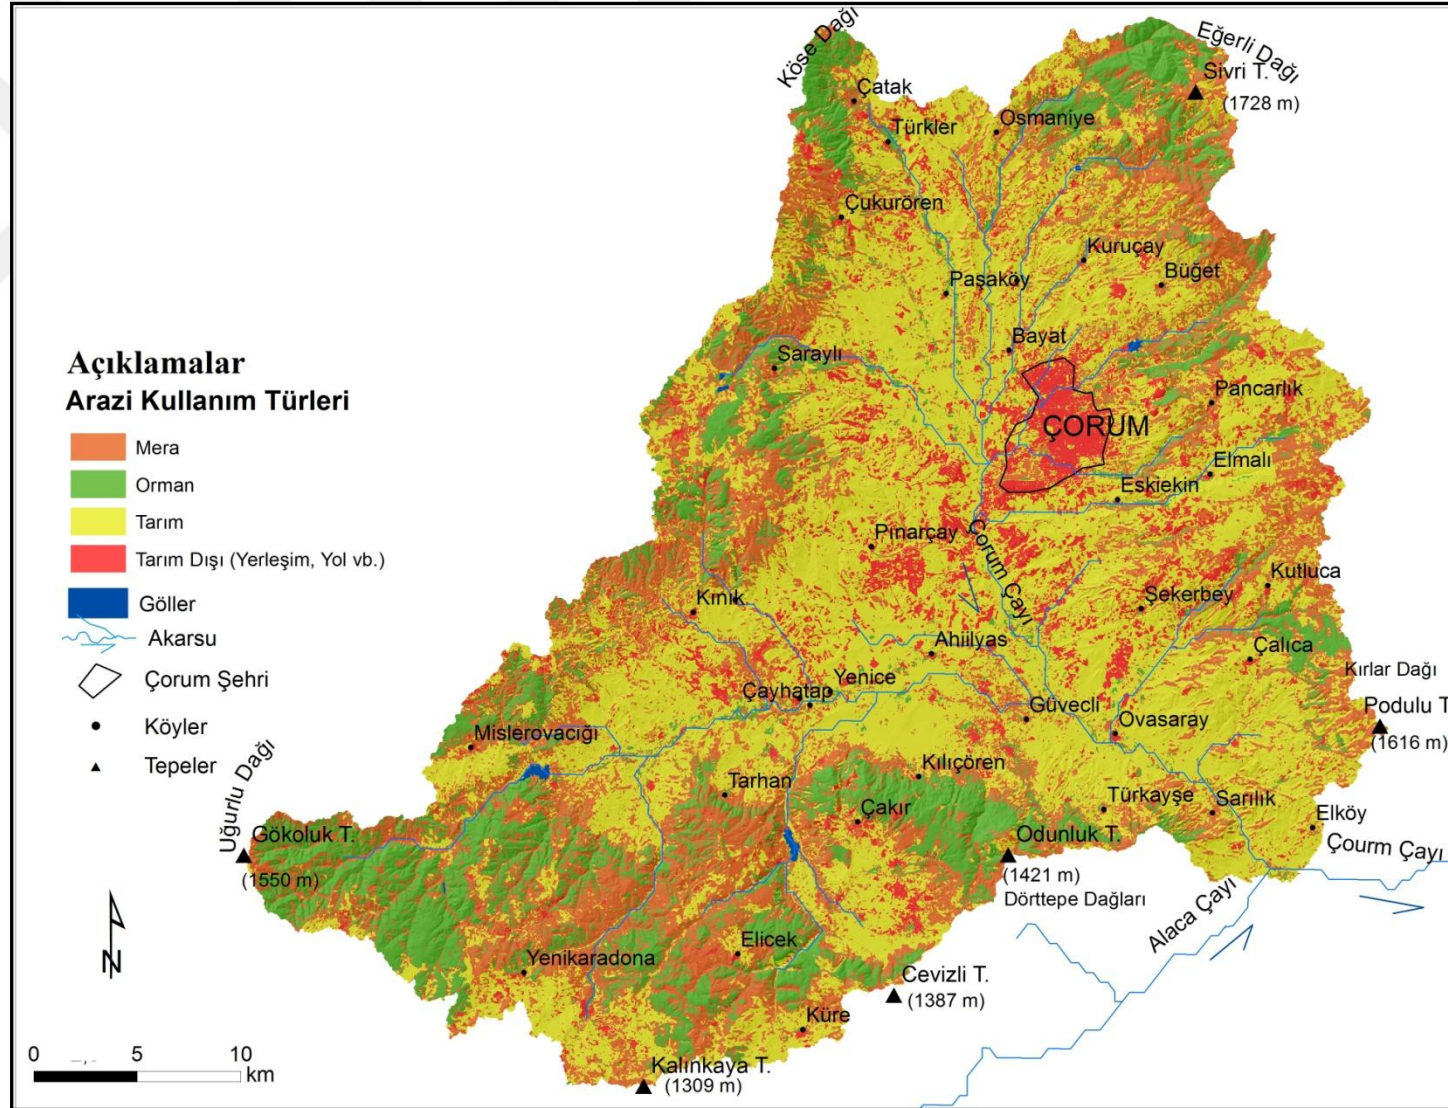 Köse Dağı
Eğerli Dağı
Sivri T.
(1728 m)
Çatak
Türkler
Osmaniye
Çukurören
Kuruçay
Büğet
Paşaköy
Bayat
Saraylı
Pancarlık
ÇORUM
Elmalı
Eskiekin
Açıklamalar
Arazi Kullanım Türleri
Mera
Orman
Tarım
Tarım Dışı (Yerleşim, Yol vb.)
Göller
Akarsu
Çorum Şehri
Köyler
Tepeler
Pınarçay
Çorum Çayı
Kutluca
Kınık
Şekerbey
Ahiilyas
Çalıca
Kırlar Dağı
Çayhatap
Yenice
Güvecli
Ovasaray
Podulu T
(1616 m)
Mislerovacığı
Kılıçören
Tarhan
Türkayşe
Sarılık
Çakır
Elköy
Uğurlu Dağı
Gökoluk T.
(1550 m)
Odunluk T.
(1421 m)
Dörttepe Dağları
Çourm Çayı
Alaca Çayı
Elicek
Yenikaradona
Cevizli T.
(1387 m)
Küre
Kalınkaya T.
(1309 m)
N
0 5 10
km